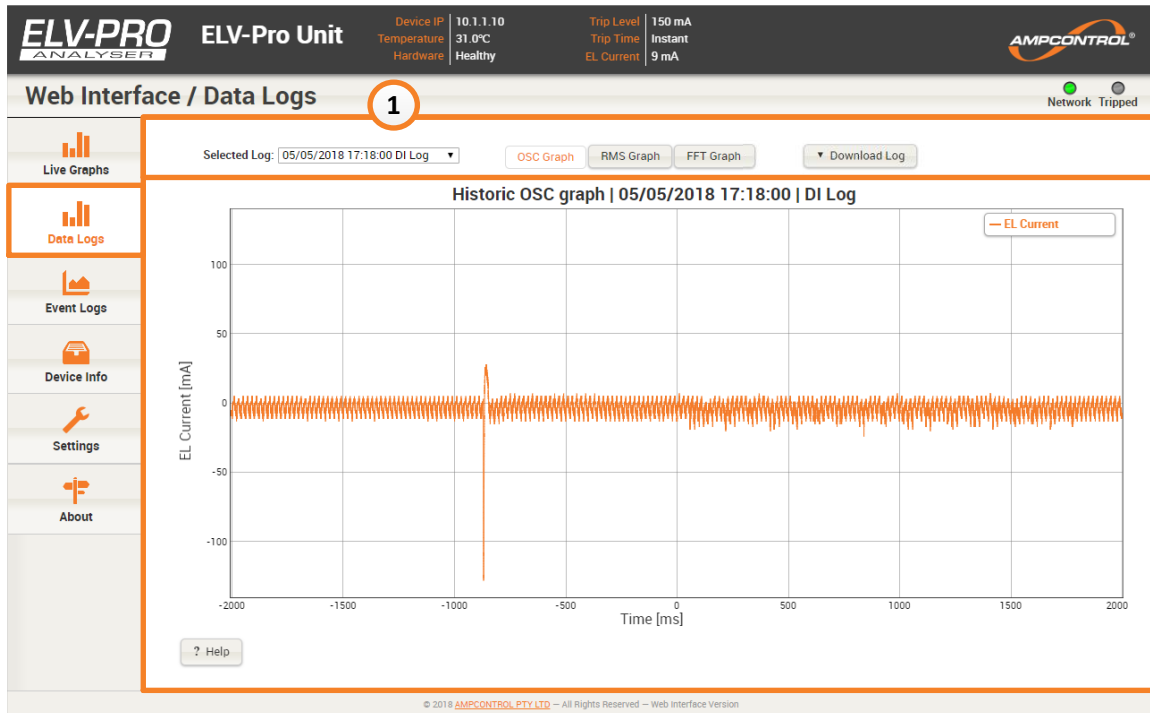 ELV-PRO
ANALYSER
ELV-Pro Unit
Device IP 10.1.1.10
Temperature 31.0°C
Hardware Healthy
Trip Level 150 mA
Trip Time Instant
EL Current 9 mA
AMPCONTROL®
Web Interface / Data Logs
1
Network Tripped
Live Graphs
Data Logs
Event Logs
Device Info
Settings
About
Selected Log: 05/05/2018 17:18:00 DI Log
OSC Graph RMS Graph FFT Graph Download Log
Historic OSC graph | 05/05/2018 17:18:00 | DI Log
EL Current
EL Current [mA]
100
50
0
-50
-100
-2000 -1500 -1000 -500 0 500 1000 1500 2000
Time [ms]
? Help
© 2018 AMPCONTROL PTY LTD – All Rights Reserved – Web Interface Version